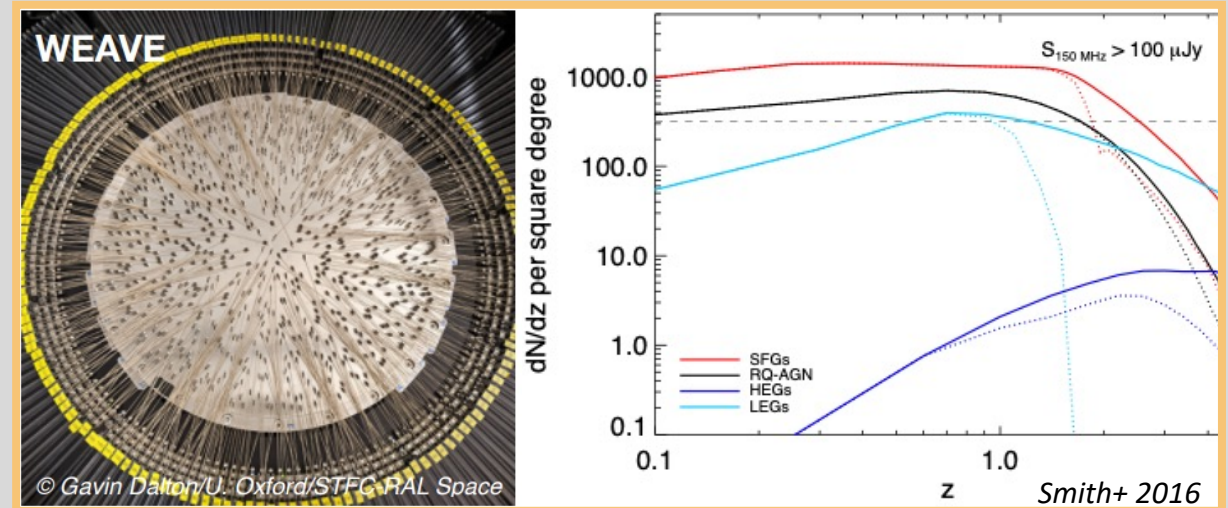 WEAVE
© Gavin Dalton/U. Oxford/STFC-RAL Space
dN/dz per square degree
1000.0
100.0
10.0
1.0
0.1
S150 MHz > 100 μJy
SFGs
RQ-AGN
HEGs
LEGs
0.1
1.0
z
Smith+ 2016